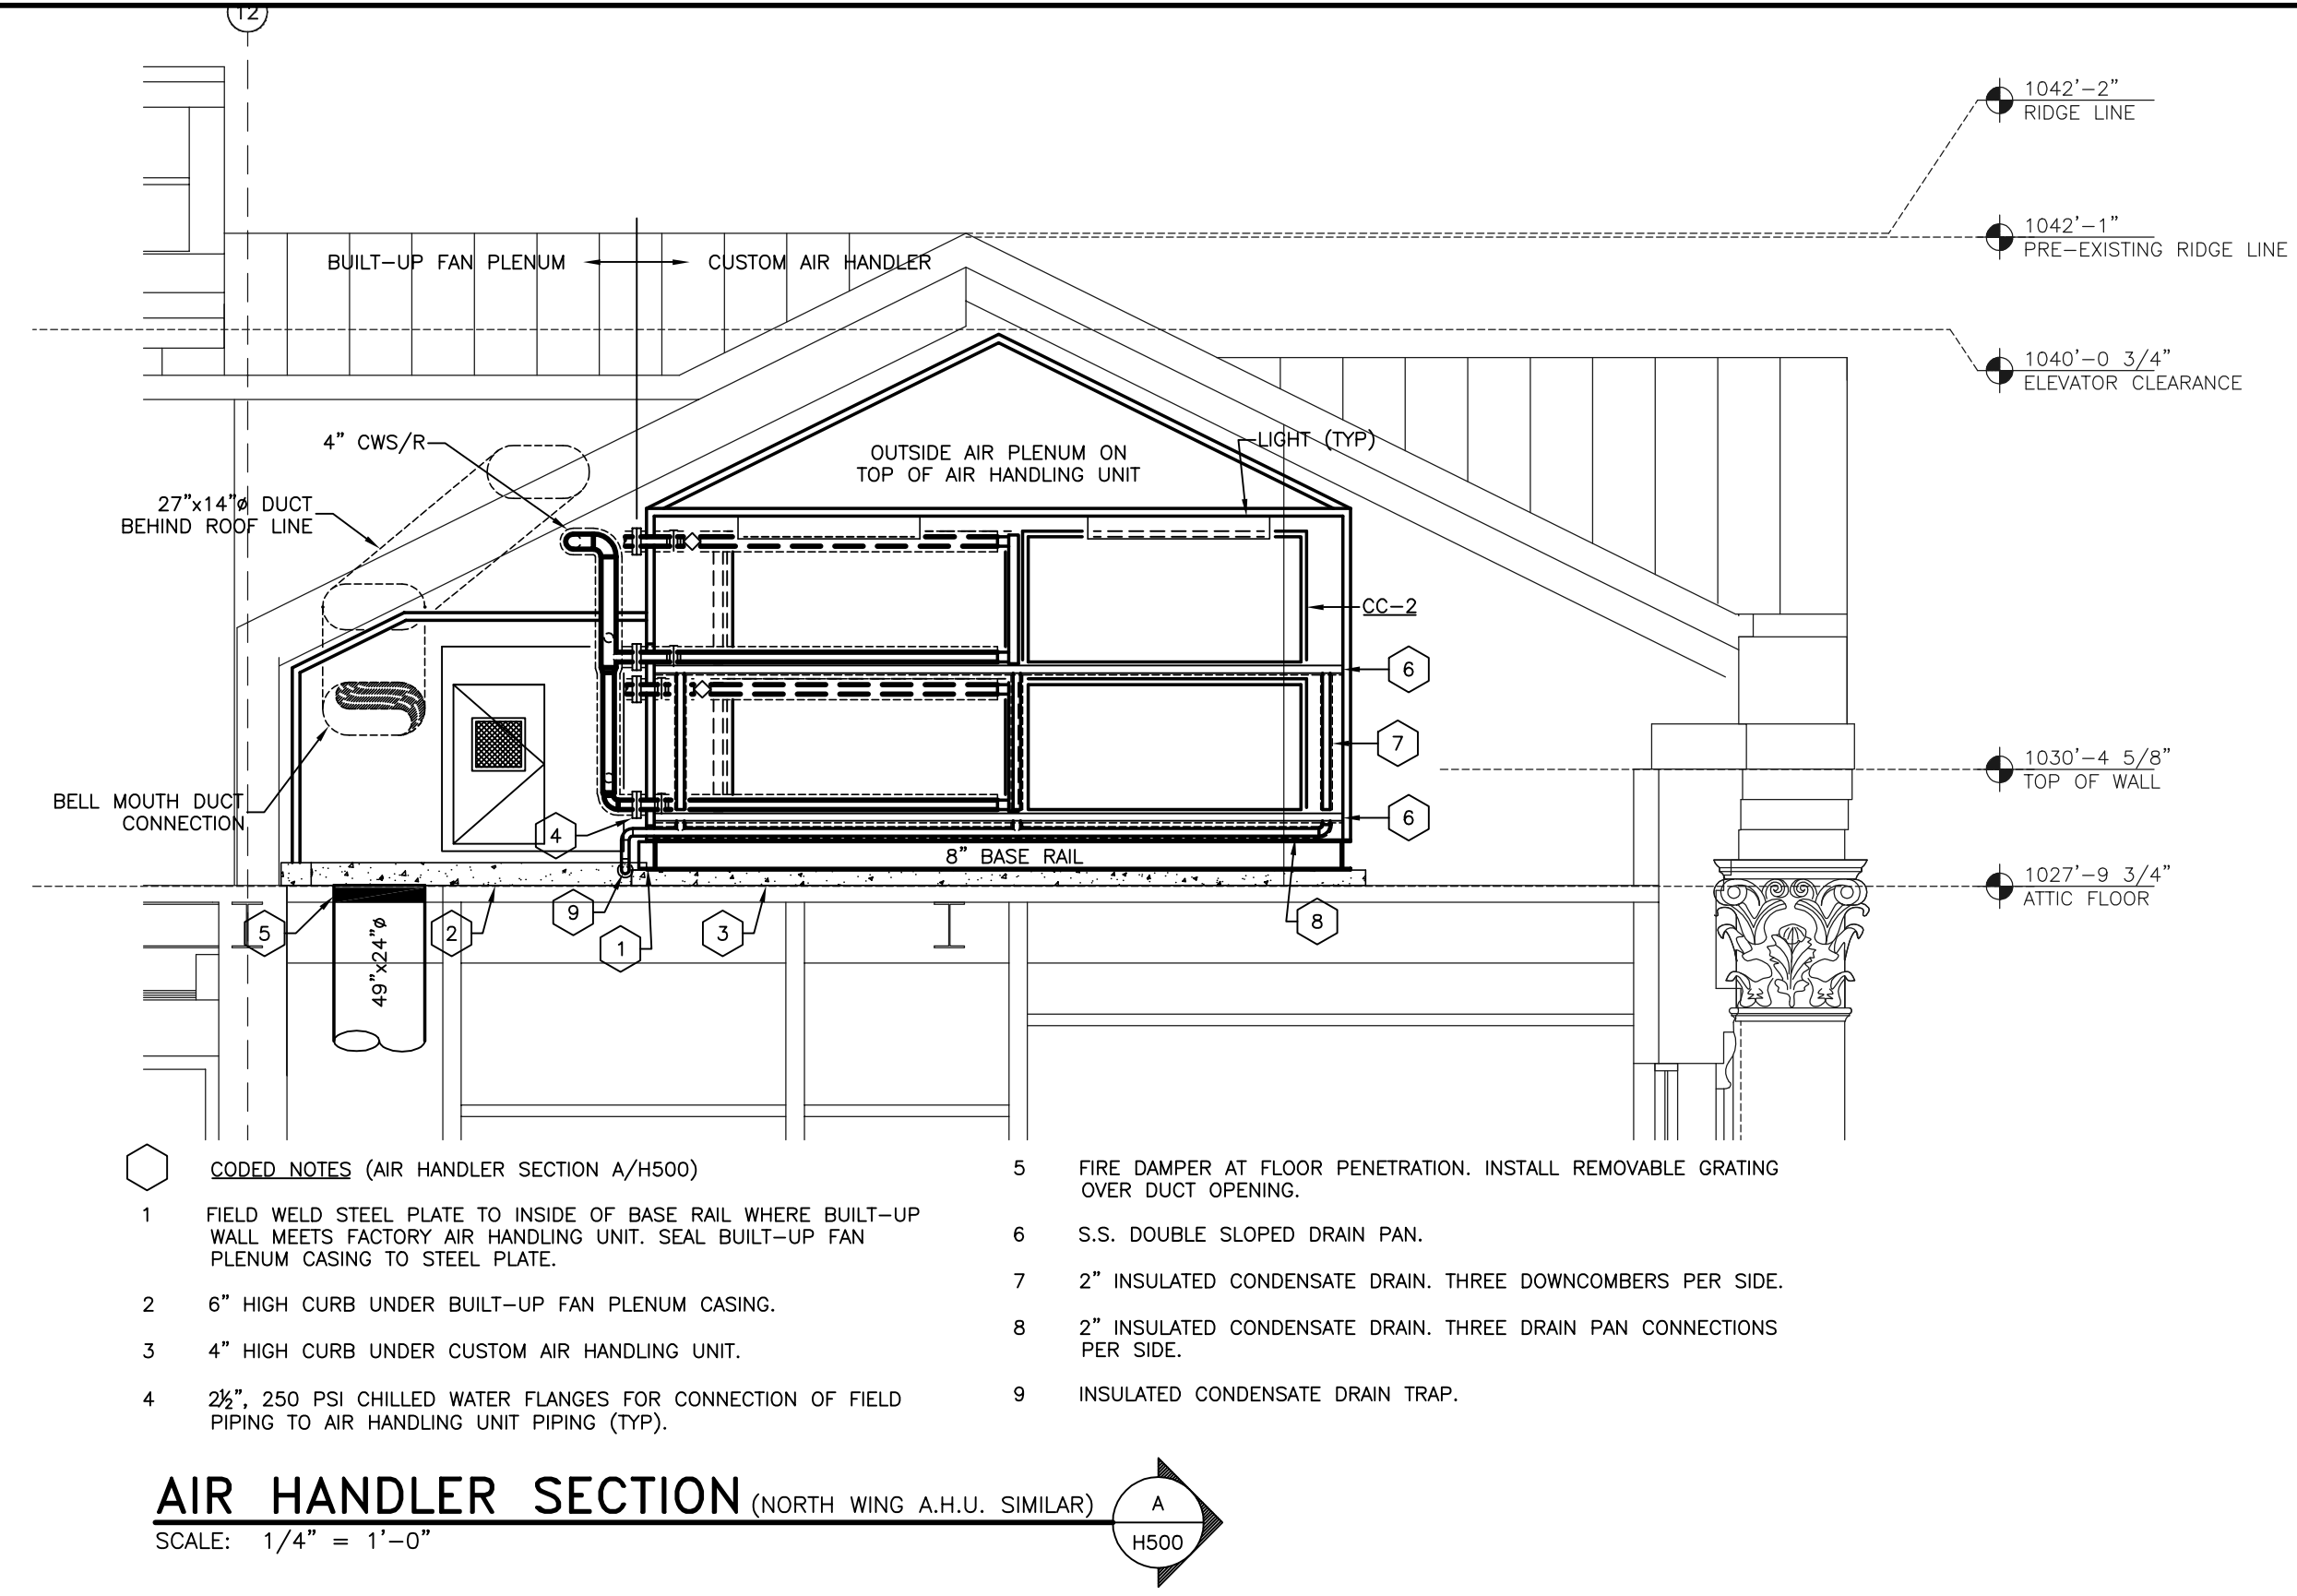 12
1042'-2"
RIDGE LINE
1042'-1"
PRE-EXISTING RIDGE LINE
BUILT-UP FAN PLENUM
CUSTOM AIR HANDLER
1040'-0 3/4"
ELEVATOR CLEARANCE
4" CWS/R
OUTSIDE AIR PLENUM ON
TOP OF AIR HANDLING UNIT
LIGHT (TYP)
27"x14"ø DUCT
BEHIND ROOF LINE
CC-2
6
7
1030'-4 5/8"
TOP OF WALL
BELL MOUTH DUCT
CONNECTION
4
6
8" BASE RAIL
1027'-9 3/4"
ATTIC FLOOR
5
49"x24"ø
2
9
1
3
8
CODED NOTES (AIR HANDLER SECTION A/H500)
1 FIELD WELD STEEL PLATE TO INSIDE OF BASE RAIL WHERE BUILT-UP
WALL MEETS FACTORY AIR HANDLING UNIT. SEAL BUILT-UP FAN
PLENUM CASING TO STEEL PLATE.
2 6" HIGH CURB UNDER BUILT-UP FAN PLENUM CASING.
3 4" HIGH CURB UNDER CUSTOM AIR HANDLING UNIT.
4 2½", 250 PSI CHILLED WATER FLANGES FOR CONNECTION OF FIELD
PIPING TO AIR HANDLING UNIT PIPING (TYP).
5 FIRE DAMPER AT FLOOR PENETRATION. INSTALL REMOVABLE GRATING
OVER DUCT OPENING.
6 S.S. DOUBLE SLOPED DRAIN PAN.
7 2" INSULATED CONDENSATE DRAIN. THREE DOWNCOMBERS PER SIDE.
8 2" INSULATED CONDENSATE DRAIN. THREE DRAIN PAN CONNECTIONS
PER SIDE.
9 INSULATED CONDENSATE DRAIN TRAP.
AIR HANDLER SECTION (NORTH WING A.H.U. SIMILAR)
SCALE: 1/4" = 1'-0"
A
H500